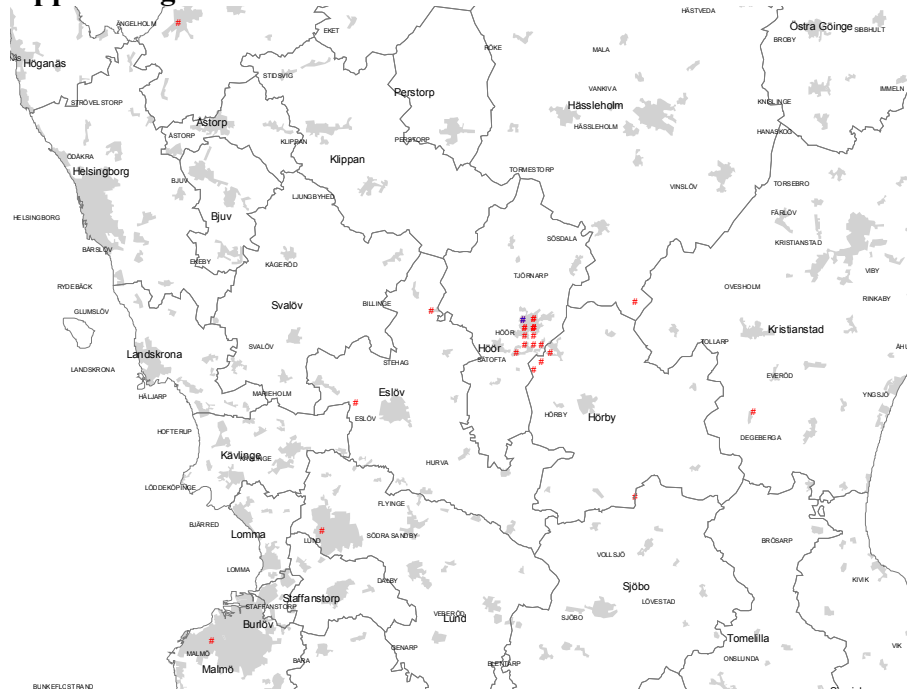 HÄSTVEDA
ÄNGELHOLM
#
EKET
Östra Göinge
SIBBHULT
BROBY
RÖKE
MALA
Höganäs
STIDSVIG
VANKIVA
IMMELN
Perstorp
KNISLINGE
STRÖVELSTORP
Hässleholm
Åstorp
HÄSSLEHOLM
HANASKOG
ÅSTORP
KLIPPAN
PERSTORP
ÖDÅKRA
Klippan
Helsingborg
TORMESTORP
BJUV
VINSLÖV
TORSEBRO
LJUNGBYHED
HELSINGBORG
Bjuv
FÄRLÖV
SÖSDALA
KRISTIANSTAD
BÅRSLÖV
EKEBY
KÅGERÖD
TJÖRNARP
VIBY
RYDEBÄCK
OVESHOLM
RINKABY
Svalöv
BILLINGE
#
#
GLUMSLÖV
# #
# #
Kristianstad
HÖÖR
# #
SVALÖV
Höör
# # #
TOLLARP
Landskrona
# #
SÄTOFTA
STEHAG
#
LANDSKRONA
#
EVERÖD
MARIEHOLM
Eslöv
YNGSJÖ
HÄLJARP
#
ESLÖV
HÖRBY
Hörby
#
HOFTERUP
DEGEBERGA
Kävlinge
HURVA
LÖDDEKÖPINGE
#
FLYINGE
BJÄRRED
#
Lomma
LUND
SÖDRA SANDBY
BRÖSARP
VOLLSJÖ
LOMMA
DALBY
KIVIK
Sjöbo
Staffanstorp
LÖVESTAD
STAFFANSTORP
VEBERÖD
Lund
SJÖBO
Burlöv
#
Tomelilla
MALMÖ
GENARP
VIK
BARA
ONSLUNDA
Malmö
BLENTARP
BUNKEFLOSTRAND